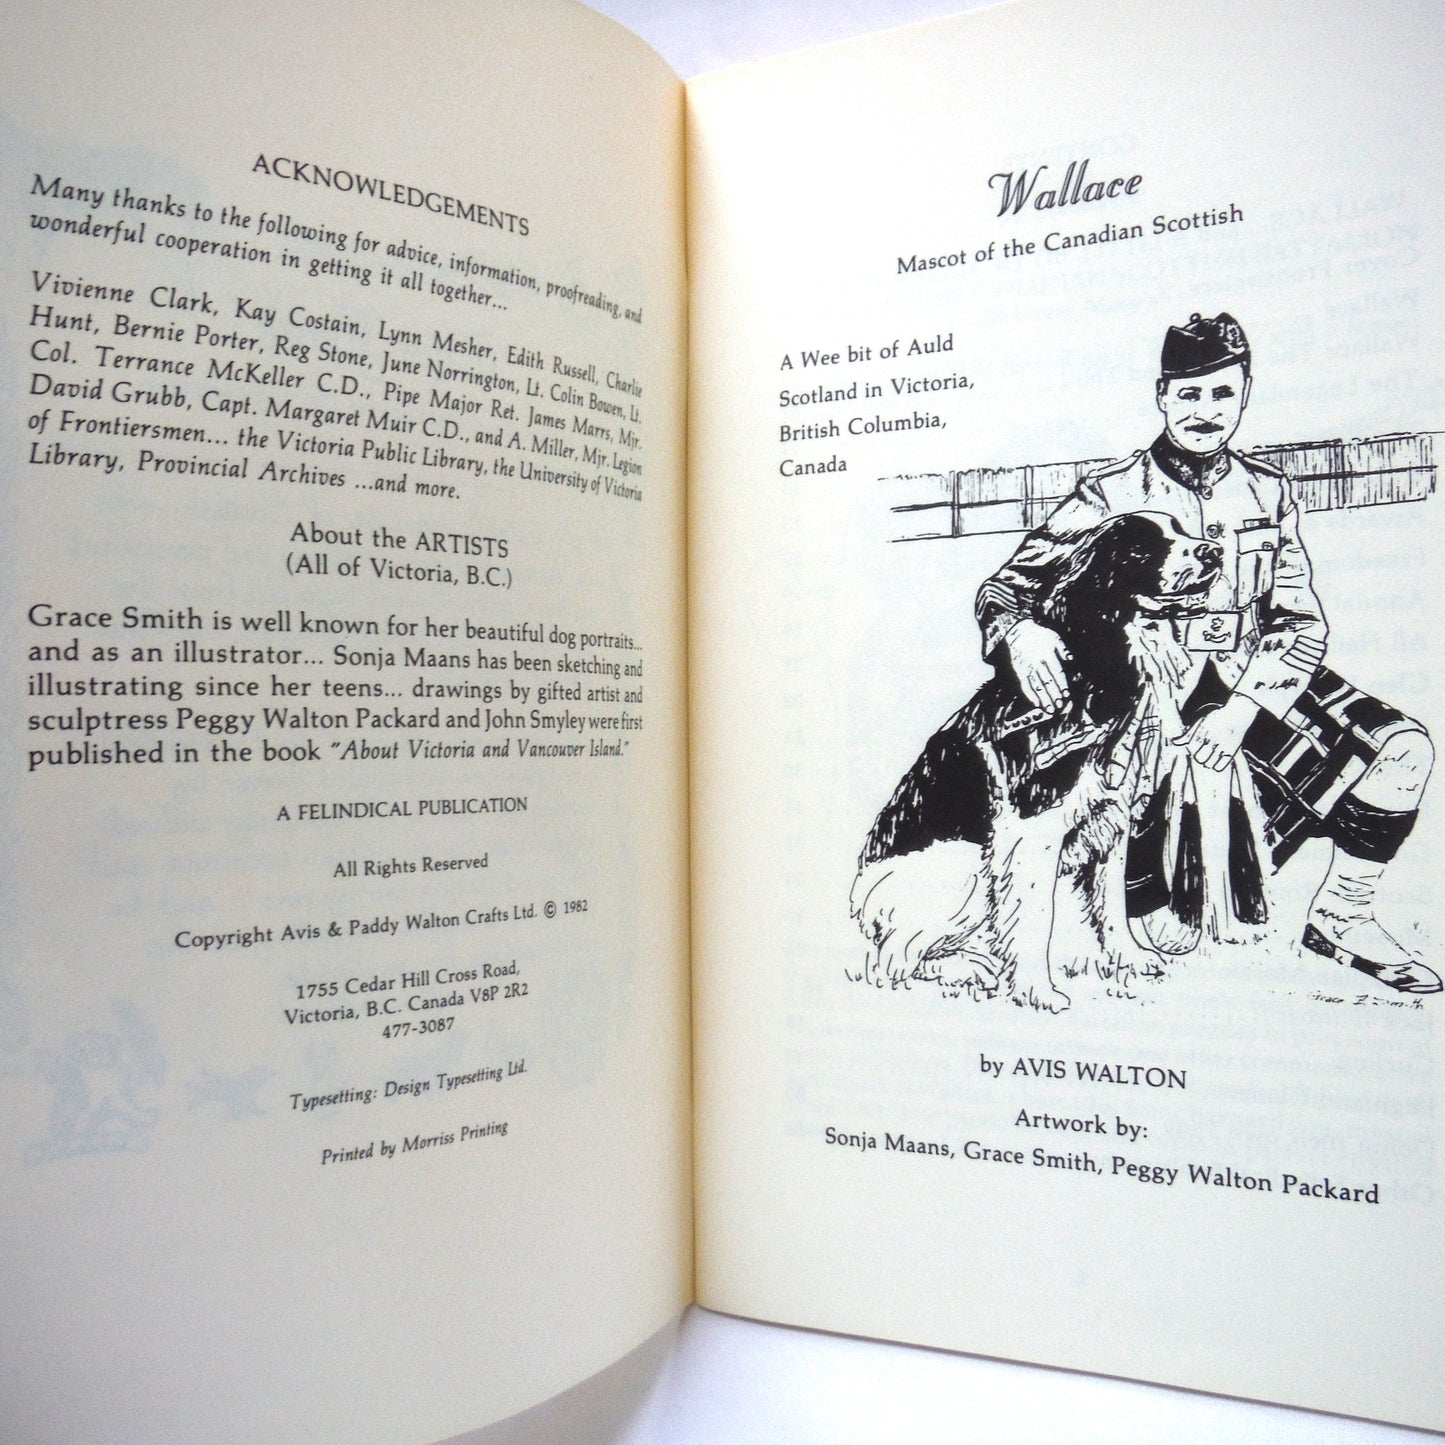 ACKNOWLEDGEMENTS
Many thanks to the following for advice, information, proofreading, and
wonderful cooperation in getting it all together...
Vivienne Clark, Kay Costain, Lynn Mesher, Edith Russell, Charlie
Hunt, Bernie Porter, Reg Stone, June Norrington, Lt. Colin Bowen, Lt.
Col. Terrance McKeller C.D., Pipe Major Ret. James Marrs, Mjr.
David Grubb, Capt. Margaret Muir C.D., and A. Miller, Mjr. Legion
of Frontiersmen... the Victoria Public Library, the University of Victoria
Library, Provincial Archives ...and more.
About the ARTISTS
(All of Victoria, B.C.)
Grace Smith is well known for her beautiful dog portraits...
and as an illustrator... Sonja Maans has been sketching and
illustrating since her teens... drawings by gifted artist and
sculptress Peggy Walton Packard and John Smyley were first
published in the book "About Victoria and Vancouver Island."
A FELINDICAL PUBLICATION
All Rights Reserved
Copyright Avis & Paddy Walton Crafts Ltd. © 1982
1755 Cedar Hill Cross Road,
Victoria, B.C. Canada V8P 2R2
477-3087
Typesetting: Design Typesetting Ltd.
Printed by Morriss Printing
Wallace
Mascot of the Canadian Scottish
A Wee bit of Auld
Scotland in Victoria,
British Columbia,
Canada
Grace E. Smith
by AVIS WALTON
Artwork by:
Sonja Maans, Grace Smith, Peggy Walton Packard